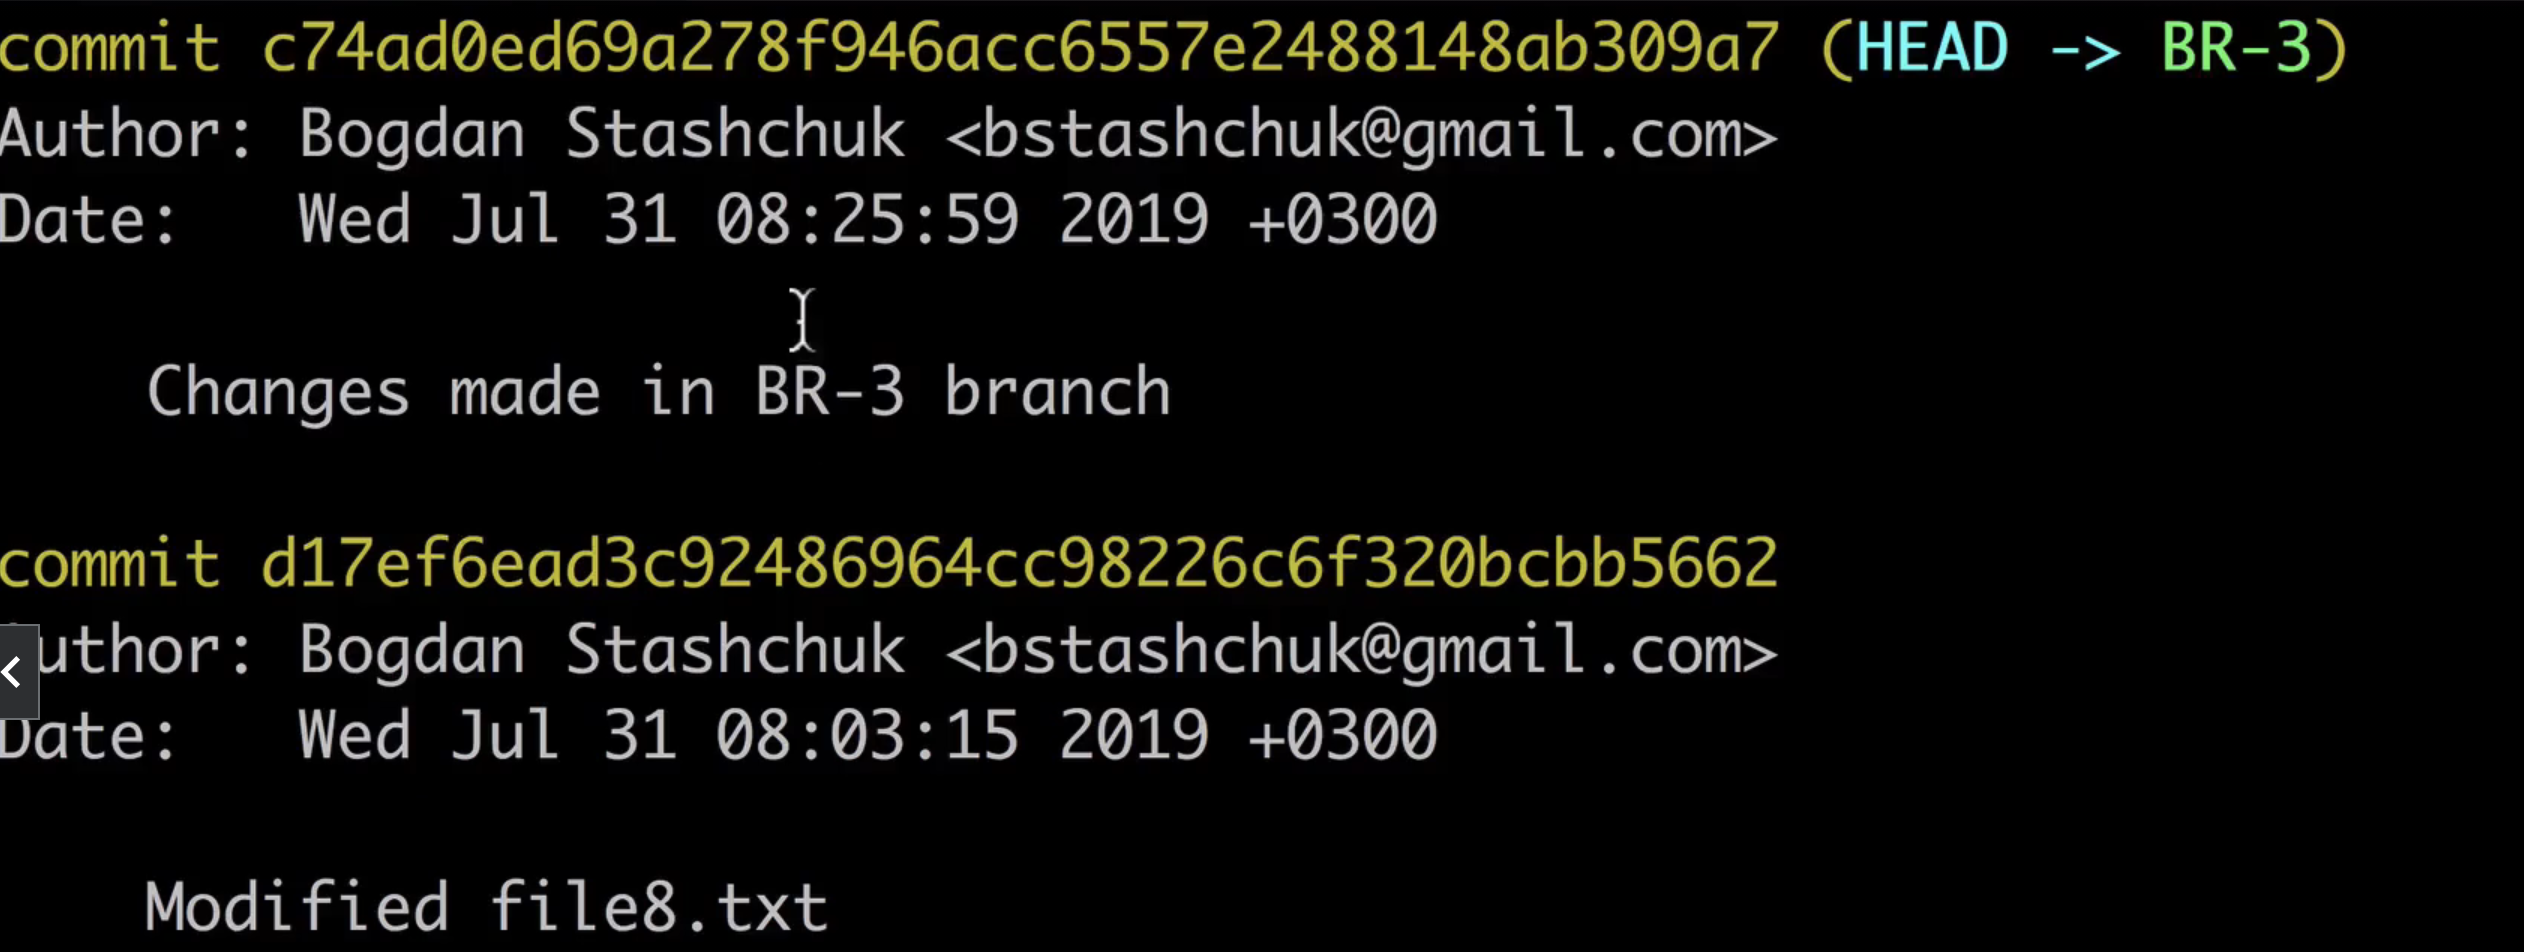 commit c74ad0ed69a278f946acc6557e2488148ab309a7 (HEAD -> BR-3)
Author: Bogdan Stashchuk <bstashchuk@gmail.com>
Date:   Wed Jul 31 08:25:59 2019 +0300
Changes made in BR-3 branch
commit d17ef6ead3c92486964cc98226c6f320bcbb5662
uthor: Bogdan Stashchuk <bstashchuk@gmail.com>
Date:   Wed Jul 31 08:03:15 2019 +0300
Modified file8.txt